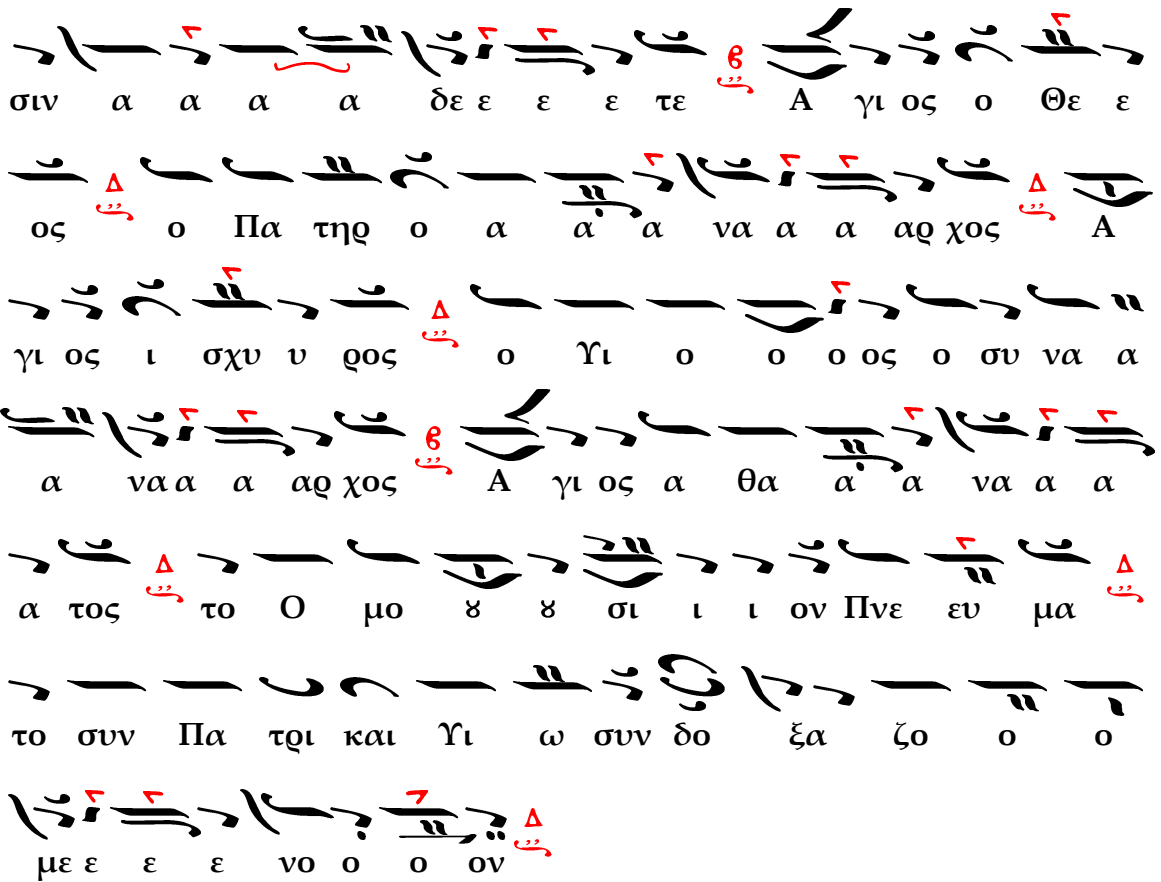 σιν α α α α δε ε ε ε τε Α γι ος ο Θε ε
ος ο Πα τηρ ο α α α να α α αρ χος Α
γι ος ι σχυ υ ρος ο Υι ο ο ο ος ο συ να α
α να α α αρ χος Α γι ος α θα α α να α α
α τος το Ο μο ȣ ȣ σι ι ι ον Πνε ευ μα
το συν Πα τρι και Υι ω συν δο ξα ζο ο ο
με ε ε ε νο ο ο ον